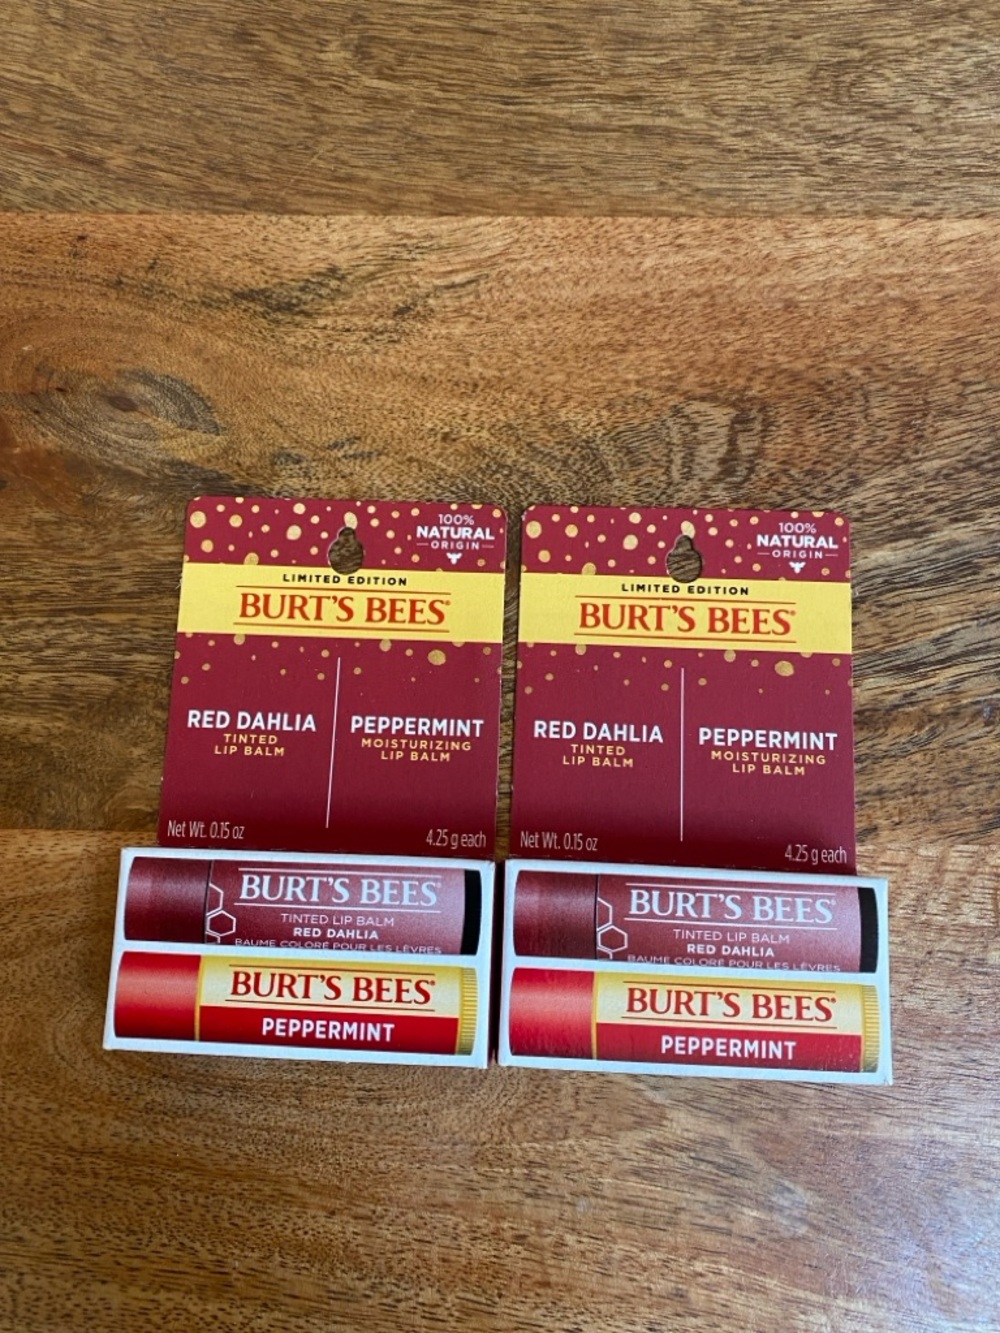 100%
NATURAL
ORIGIN
LIMITED EDITION
BURT'S BEES®
RED DAHLIA
TINTED
LIP BALM
PEPPERMINT
MOISTURIZING
LIP BALM
Net Wt. 0.15 oz
4.25 g each
BURT'S BEES®
TINTED LIP BALM
RED DAHLIA
BAUME COLORÉ POUR LES LÈVRES
BURT'S BEES®
PEPPERMINT
100%
NATURAL
ORIGIN
LIMITED EDITION
BURT'S BEES®
RED DAHLIA
TINTED
LIP BALM
PEPPERMINT
MOISTURIZING
LIP BALM
Net Wt. 0.15 oz
4.25 g each
BURT'S BEES®
TINTED LIP BALM
RED DAHLIA
BAUME COLORÉ POUR LES LÈVRES
BURT'S BEES®
PEPPERMINT